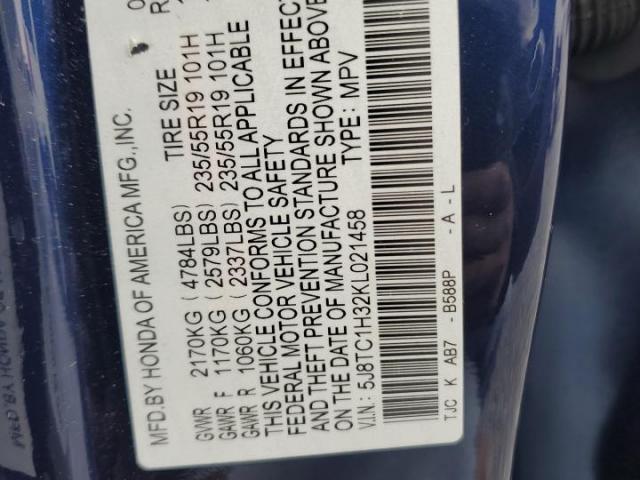 MFD.BY HONDA OF AMERICA MFG.,INC.
TIRE SIZE R
GVWR 2170KG (4784LBS)
GAWR F 1170KG (2579LBS) 235/55R19 101H
GAWR R 1060KG (2337LBS) 235/55R19 101H
THIS VEHICLE CONFORMS TO ALL APPLICABLE
FEDERAL MOTOR VEHICLE SAFETY
AND THEFT PREVENTION STANDARDS IN EFFECT
ON THE DATE OF MANUFACTURE SHOWN ABOVE
V.I.N.: 5J8TC1H32KL021458 TYPE: MPV
TJC K AB7 - B588P - A - L